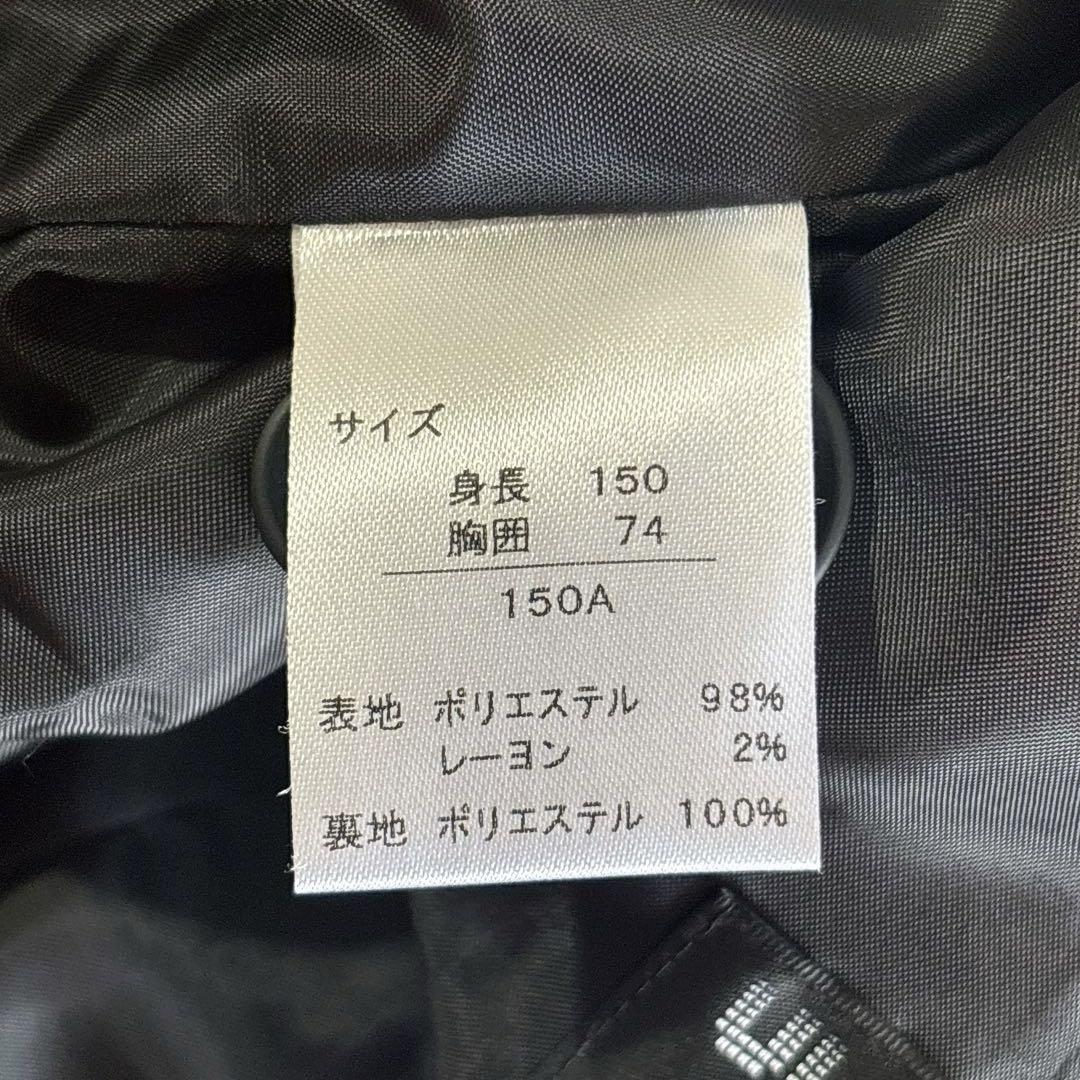 サイズ
身長 150
胸囲 74
150A
表地 ポリエステル 98%
レーヨン 2%
裏地 ポリエステル 100%